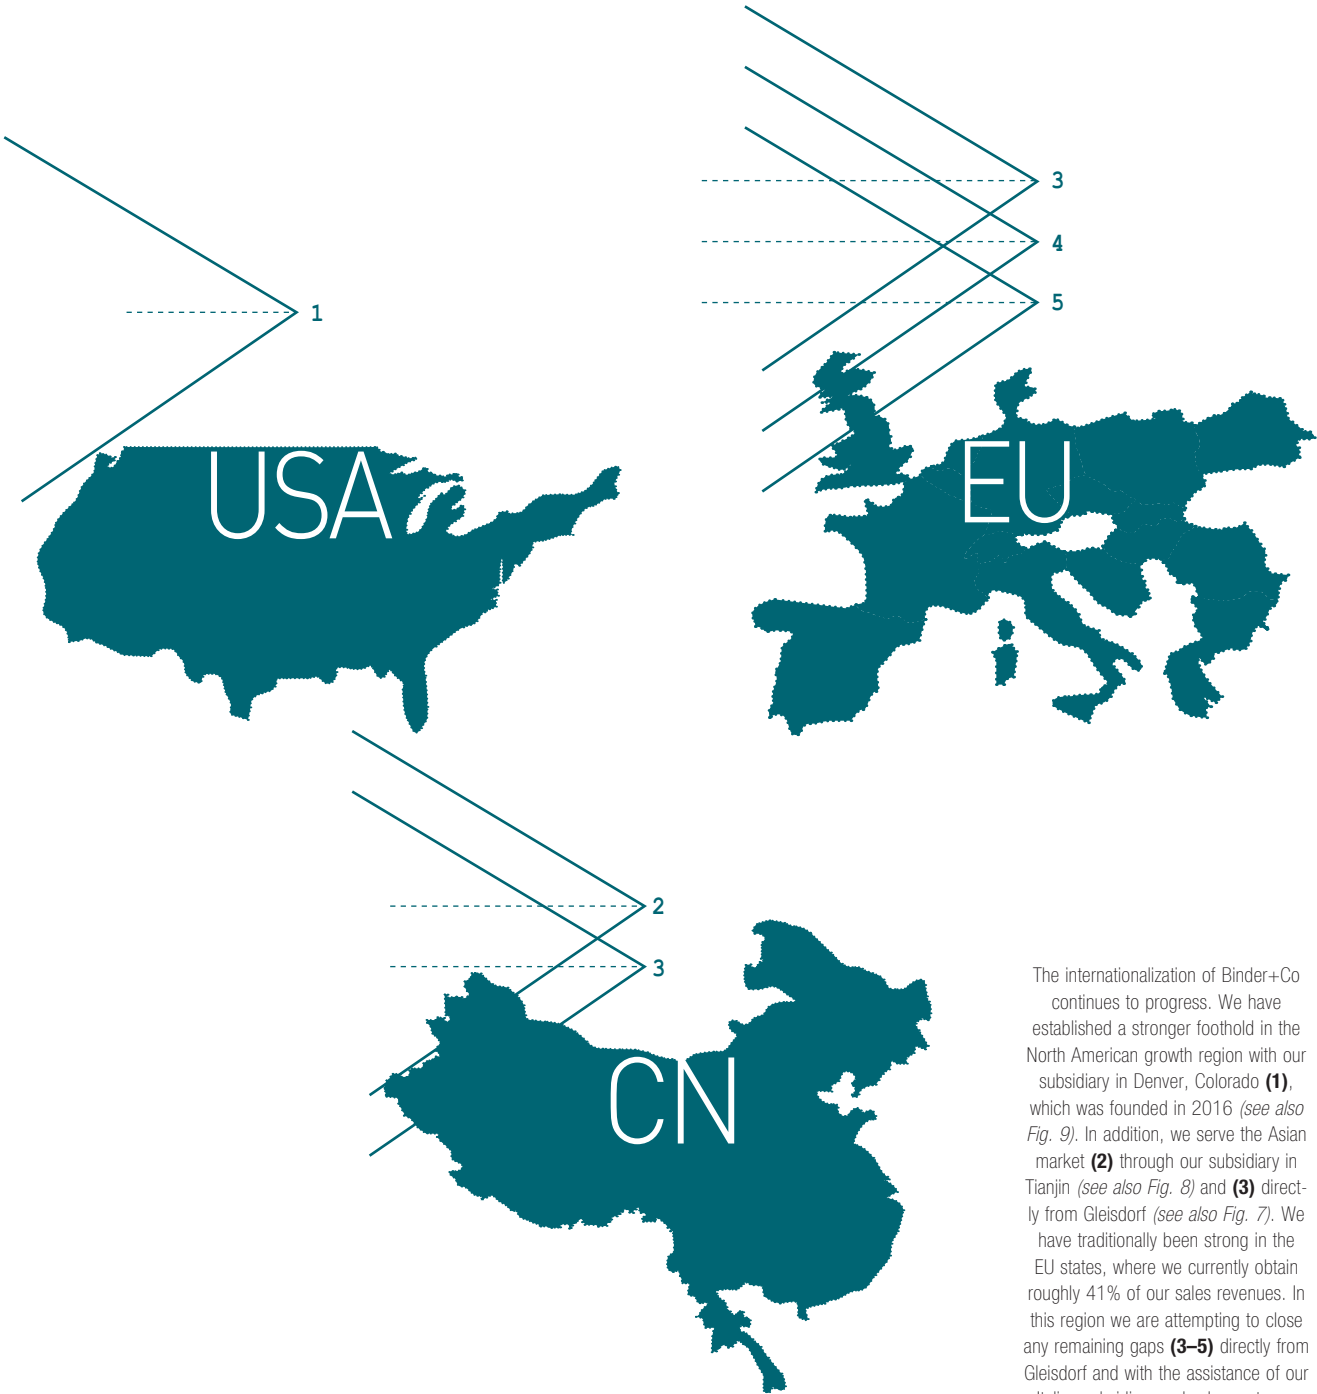 3
4
5
1
USA
EU
2
3
CN
The internationalization of Binder+Co
continues to progress. We have
established a stronger foothold in the
North American growth region with our
subsidiary in Denver, Colorado (1),
which was founded in 2016 (see also
Fig. 9). In addition, we serve the Asian
market (2) through our subsidiary in
Tianjin (see also Fig. 8) and (3) direct-
ly from Gleisdorf (see also Fig. 7). We
have traditionally been strong in the
EU states, where we currently obtain
roughly 41% of our sales revenues. In
this region we are attempting to close
any remaining gaps (3–5) directly from
Gleisdorf and with the assistance of our